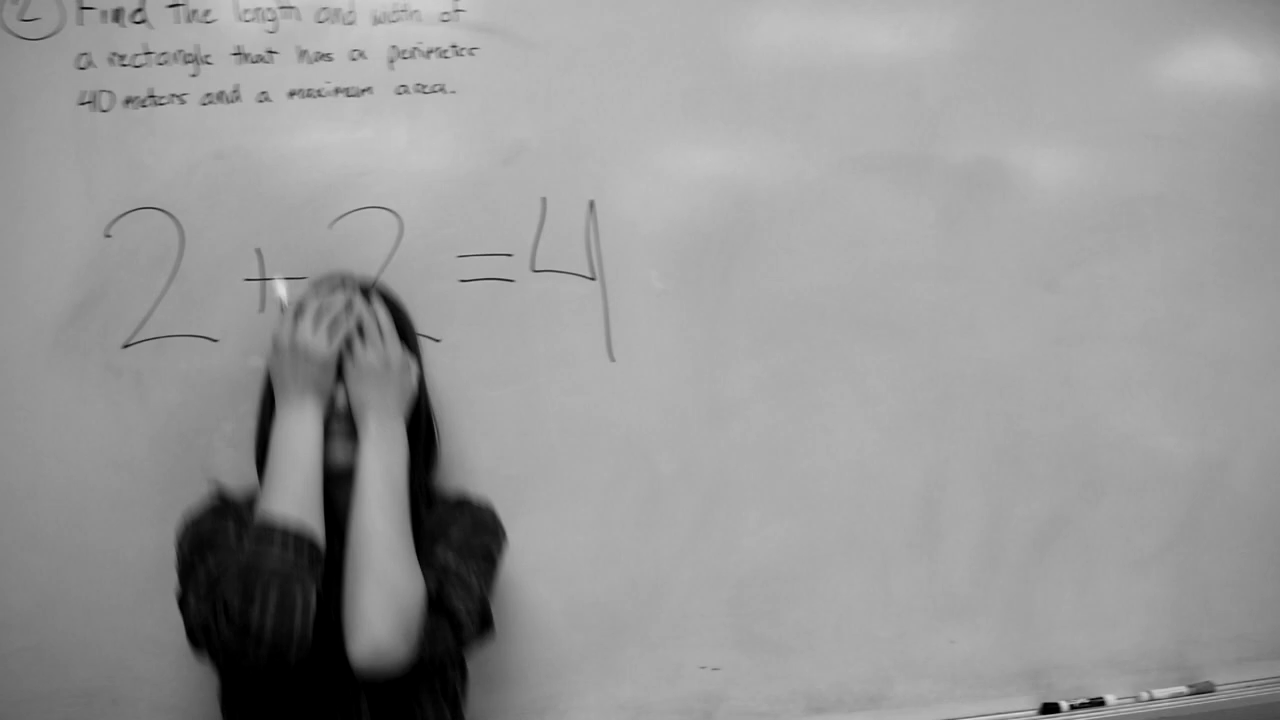 2 Find the length and width of
a rectangle that has a perimeter
40 meters and a maximum area.
2 + 2 = 4